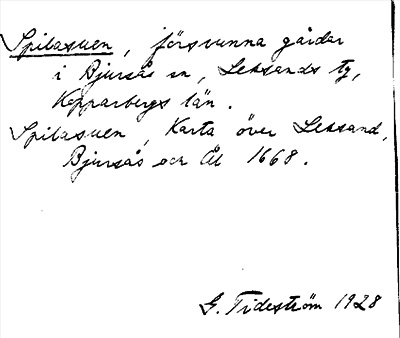 Spilasuen, försvunna gårdar
i Bjursås sn, Leksands tg,
Kopparbergs län.
Spilasuen, Karta över Leksand,
Bjursås och Ål 1668.
G. Tideström 1928